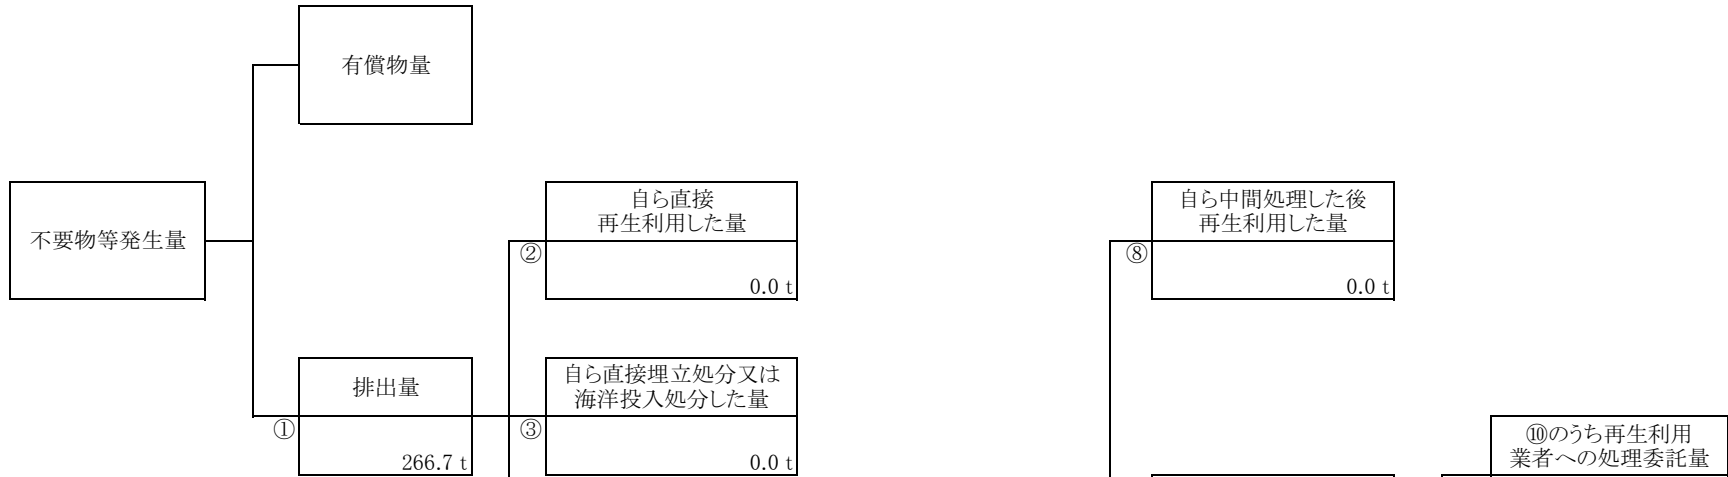 有償物量
不要物等発生量
自ら直接
再生利用した量
②
0.0 t
自ら中間処理した後
再生利用した量
⑧
0.0 t
排出量
①
266.7 t
自ら直接埋立処分又は
海洋投入処分した量
③
0.0 t
⑩のうち再生利用
業者への処理委託量